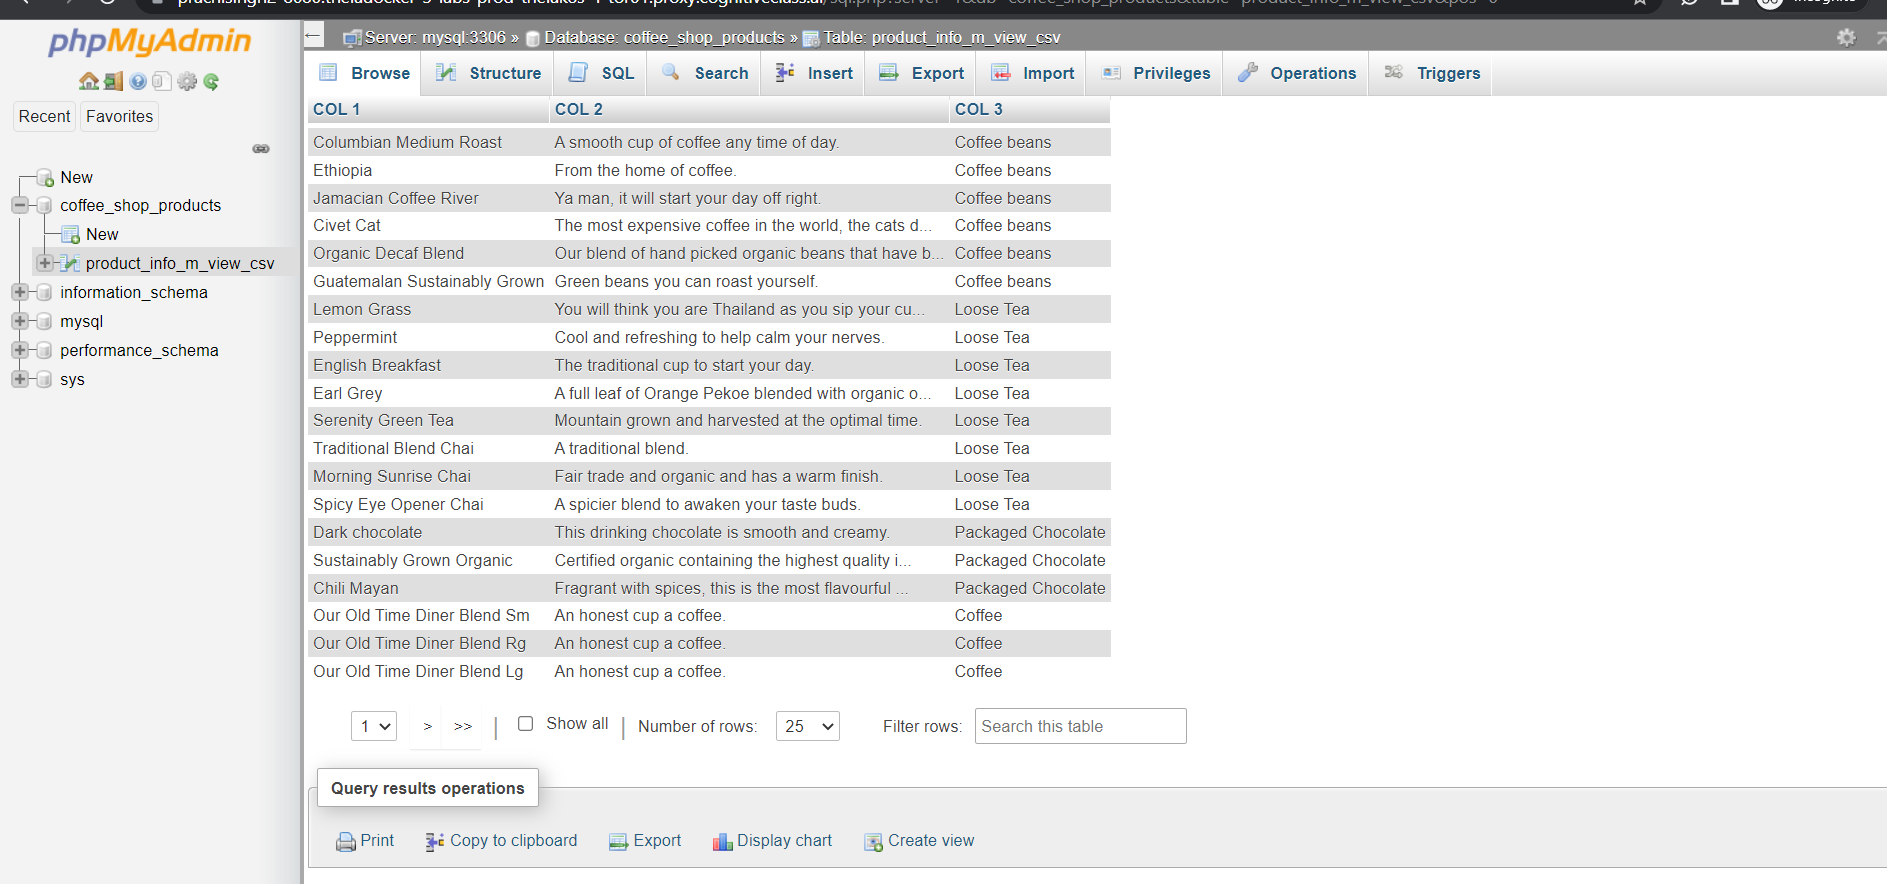 phpMyAdmin
Recent Favorites
New
coffee_shop_products
New
product_info_m_view_csv
information_schema
mysql
performance_schema
sys
Server: mysql:3306 » Database: coffee_shop_products » Table: product_info_m_view_csv
Browse Structure SQL Search Insert Export Import Privileges Operations Triggers
COL 1 COL 2 COL 3
Columbian Medium Roast A smooth cup of coffee any time of day. Coffee beans
Ethiopia From the home of coffee. Coffee beans
Jamacian Coffee River Ya man, it will start your day off right. Coffee beans
Civet Cat The most expensive coffee in the world, the cats d... Coffee beans
Organic Decaf Blend Our blend of hand picked organic beans that have b... Coffee beans
Guatemalan Sustainably Grown Green beans you can roast yourself. Coffee beans
Lemon Grass You will think you are Thailand as you sip your cu... Loose Tea
Peppermint Cool and refreshing to help calm your nerves. Loose Tea
English Breakfast The traditional cup to start your day. Loose Tea
Earl Grey A full leaf of Orange Pekoe blended with organic o... Loose Tea
Serenity Green Tea Mountain grown and harvested at the optimal time. Loose Tea
Traditional Blend Chai A traditional blend. Loose Tea
Morning Sunrise Chai Fair trade and organic and has a warm finish. Loose Tea
Spicy Eye Opener Chai A spicier blend to awaken your taste buds. Loose Tea
Dark chocolate This drinking chocolate is smooth and creamy. Packaged Chocolate
Sustainably Grown Organic Certified organic containing the highest quality i... Packaged Chocolate
Chili Mayan Fragrant with spices, this is the most flavourful ... Packaged Chocolate
Our Old Time Diner Blend Sm An honest cup a coffee. Coffee
Our Old Time Diner Blend Rg An honest cup a coffee. Coffee
Our Old Time Diner Blend Lg An honest cup a coffee. Coffee
1 > >> | Show all | Number of rows: 25 Filter rows: Search this table
Query results operations
Print Copy to clipboard Export Display chart Create view